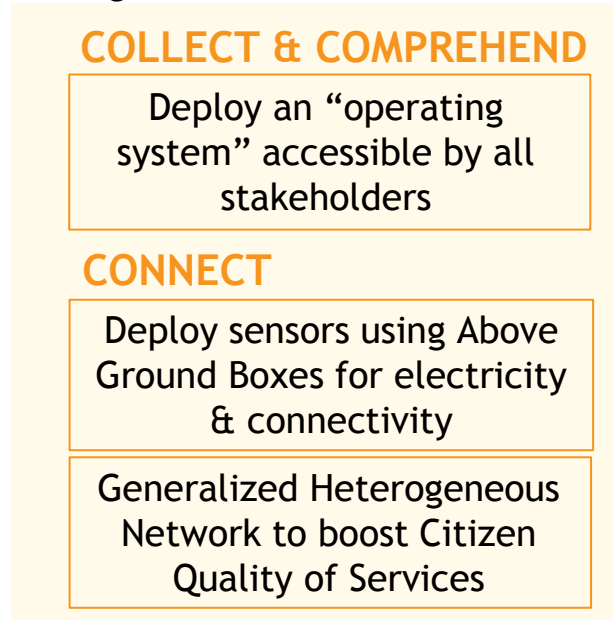 COLLECT & COMPREHEND
Deploy an “operating
system” accessible by all
stakeholders
CONNECT
Deploy sensors using Above
Ground Boxes for electricity
& connectivity
Generalized Heterogeneous
Network to boost Citizen
Quality of Services